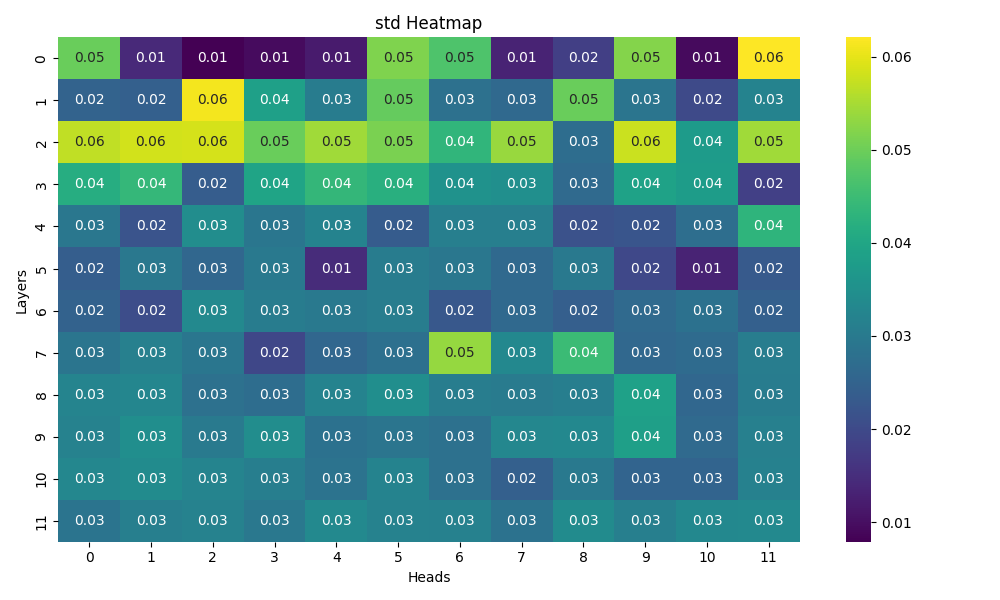 std Heatmap
0 0.05 0.01 0.01 0.01 0.01 0.05 0.05 0.01 0.02 0.05 0.01 0.06
1 0.02 0.02 0.06 0.04 0.03 0.05 0.03 0.03 0.05 0.03 0.02 0.03
2 0.06 0.06 0.06 0.05 0.05 0.05 0.04 0.05 0.03 0.06 0.04 0.05
3 0.04 0.04 0.02 0.04 0.04 0.04 0.04 0.03 0.03 0.04 0.04 0.02
4 0.03 0.02 0.03 0.03 0.03 0.02 0.03 0.03 0.02 0.02 0.03 0.04
5 0.02 0.03 0.03 0.03 0.01 0.03 0.03 0.03 0.03 0.02 0.01 0.02
6 0.02 0.02 0.03 0.03 0.03 0.03 0.02 0.03 0.02 0.03 0.03 0.02
7 0.03 0.03 0.03 0.02 0.03 0.03 0.05 0.03 0.04 0.03 0.03 0.03
8 0.03 0.03 0.03 0.03 0.03 0.03 0.03 0.03 0.03 0.04 0.03 0.03
9 0.03 0.03 0.03 0.03 0.03 0.03 0.03 0.03 0.03 0.04 0.03 0.03
10 0.03 0.03 0.03 0.03 0.03 0.03 0.03 0.02 0.03 0.03 0.03 0.03
11 0.03 0.03 0.03 0.03 0.03 0.03 0.03 0.03 0.03 0.03 0.03 0.03
0 1 2 3 4 5 6 7 8 9 10 11
Heads
Layers
0.06
0.05
0.04
0.03
0.02
0.01